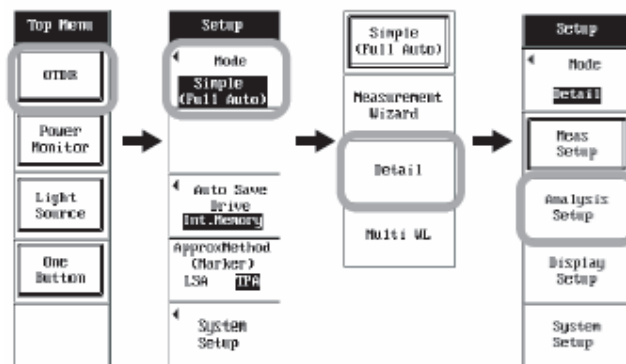 Top Menu
OTDR
Power
Monitor
Light
Source
One
Button
Setup
Mode
Simple
(Full Auto)
Auto Save
Drive
Int.Memory
ApproxMethod
(Marker)
LSA TPA
System
Setup
Simple
(Full Auto)
Measurement
Wizard
Detail
Multi WL
Setup
Mode
Detail
Meas
Setup
Analysis
Setup
Display
Setup
System
Setup